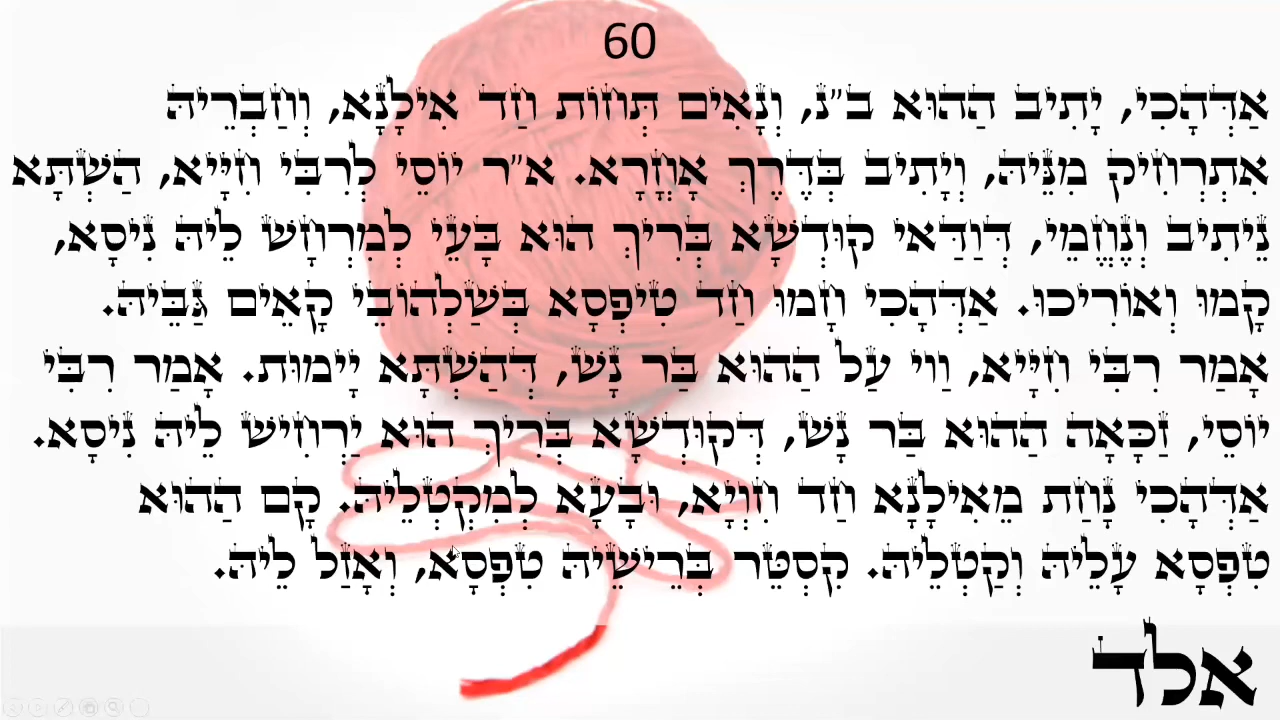 60
אַדְּהָכִי, יָתִיב הַהוּא ב״נ, וְנָאִים תְּחוֹת חַד אִילָנָא, וְחַבְרֵיהּ
אִתְרְחִיק מִנֵּיהּ, וְיָתִיב בְּדֶּרֶךְ אָחֳרָא. א״ר יוֹסֵי לְרִבִּי חִיָּיא, הַשְׁתָּא
נֵיתִיב וְנֶחֱמֵי, דְּוַדַּאי קוּדְשָׁא בְּרִיךְ הוּא בָּעֵי לְמִרְחָשׁ לֵיהּ נִיסָא,
קָמוּ וְאוֹרִיכוּ. אַדְּהָכִי חָמוּ חַד טִיפְּסָא בְּשַׁלְהוֹבֵי קָאֵים גַּבֵּיהּ.
אָמַר רִבִּי חִיָּיא, וַוי עַל הַהוּא בַּר נָשׁ, דְּהַשְׁתָּא יָימוּת. אָמַר רִבִּי
יוֹסֵי, זַכָּאָה הַהוּא בַּר נָשׁ, דְּקוּדְשָׁא בְּרִיךְ הוּא יַרְחִישׁ לֵיהּ נִיסָא.
אַדְּהָכִי נָחַת מֵאִילָנָא חַד חִוְיָא, וּבָעָא לְמִקְטְלֵיהּ. קָם הַהוּא
טִפְּסָא עָלֵיהּ וְקַטְלֵיהּ. קִסְטֵּר בְּרֵישֵׁיהּ טִפְּסָא, וְאָזַל לֵיהּ.
אלד